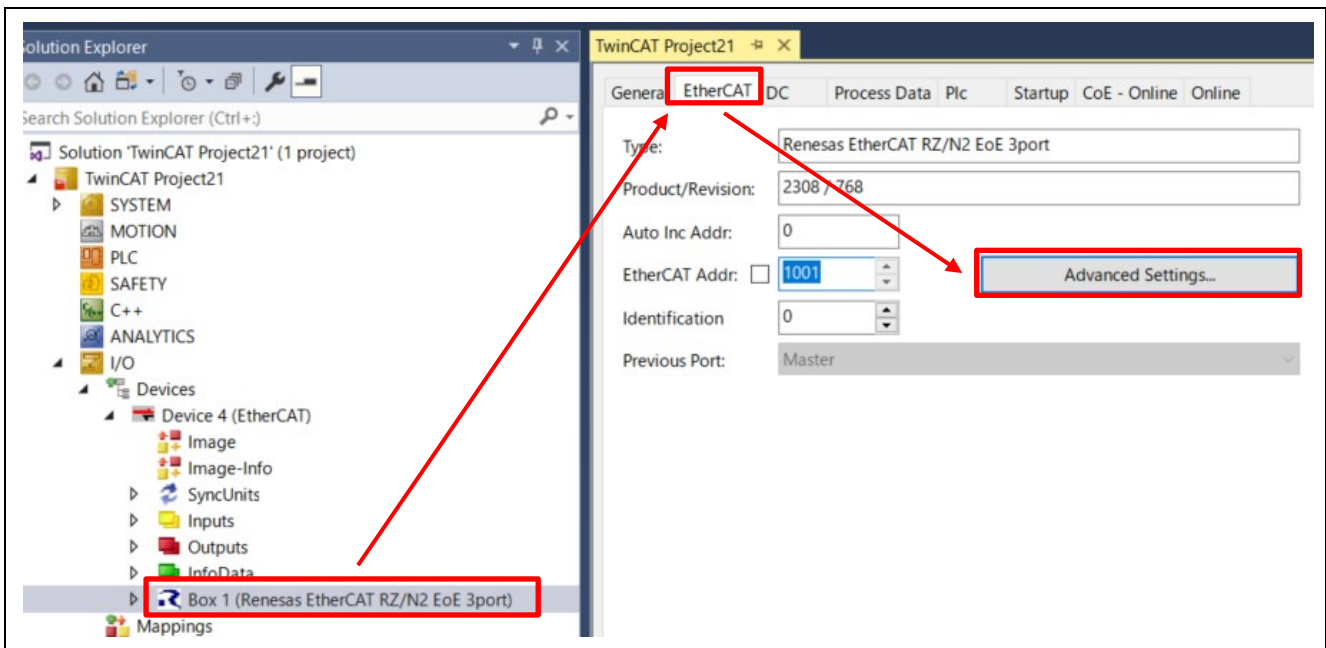 olution Explorer
Search Solution Explorer (Ctrl+:)
Solution 'TwinCAT Project21' (1 project)
TwinCAT Project21
SYSTEM
MOTION
PLC
SAFETY
C++
ANALYTICS
I/O
Devices
Device 4 (EtherCAT)
Image
Image-Info
SyncUnits
Inputs
Outputs
InfoData
Box 1 (Renesas EtherCAT RZ/N2 EoE 3port)
Mappings
TwinCAT Project21
General EtherCAT DC Process Data Plc Startup CoE - Online Online
Type: Renesas EtherCAT RZ/N2 EoE 3port
Product/Revision: 2308 / 768
Auto Inc Addr: 0
EtherCAT Addr: 1001 Advanced Settings...
Identification 0
Previous Port: Master